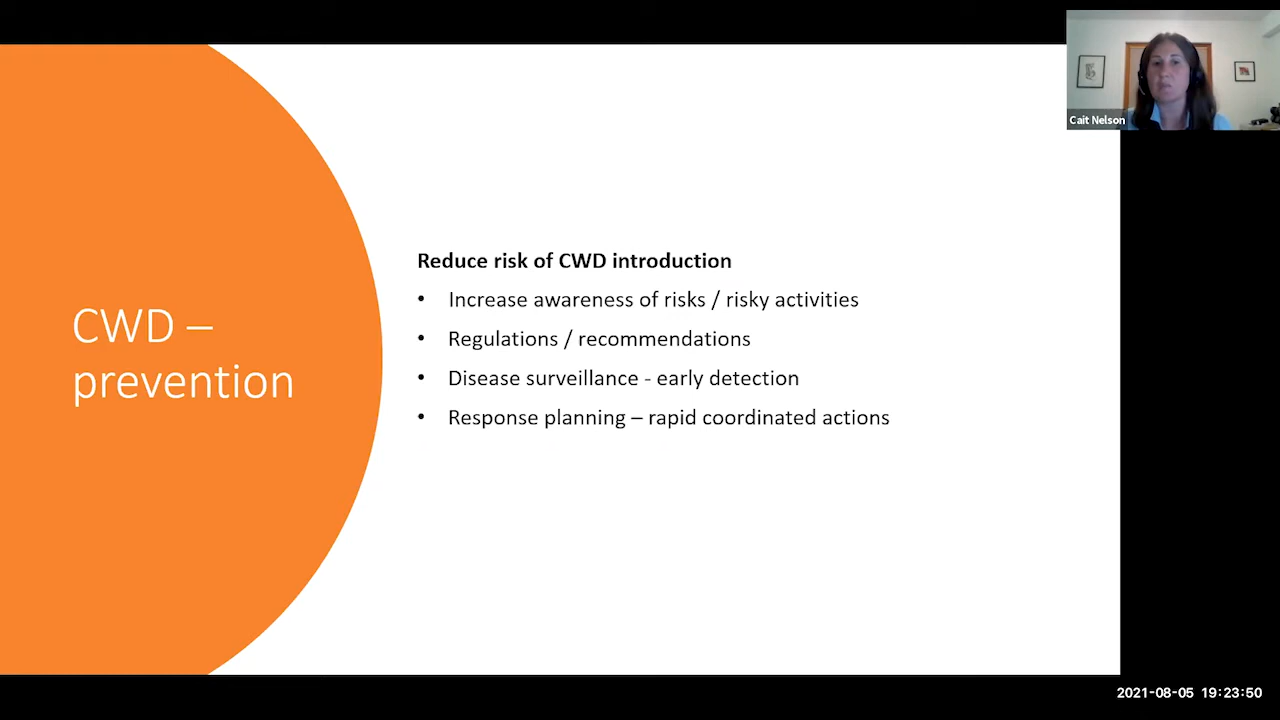 Cait Nelson
CWD –
prevention
Reduce risk of CWD introduction
• Increase awareness of risks / risky activities
• Regulations / recommendations
• Disease surveillance - early detection
• Response planning – rapid coordinated actions
2021-08-05 19:23:50